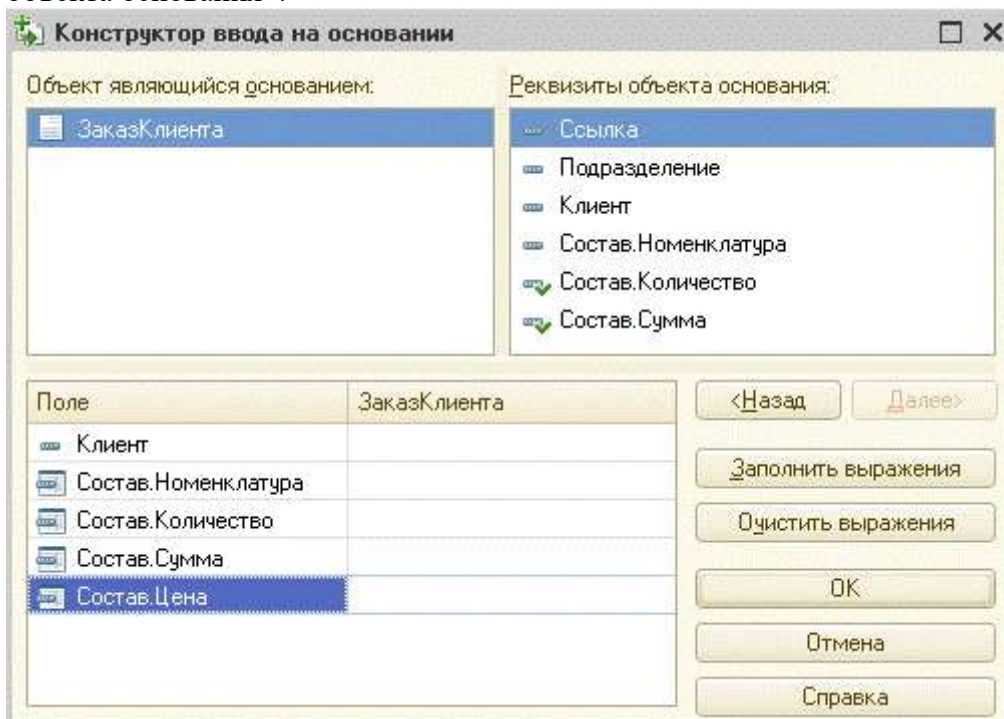 Конструктор ввода на основании
Объект являющийся основанием:
Реквизиты объекта основания:
ЗаказКлиента
Ссылка
Подразделение
Клиент
Состав.Номенклатура
Состав.Количество
Состав.Сумма
Поле
ЗаказКлиента
<Назад
Далее>
Клиент
Состав.Номенклатура
Состав.Количество
Состав.Сумма
Состав.Цена
Заполнить выражения
Очистить выражения
OK
Отмена
Справка